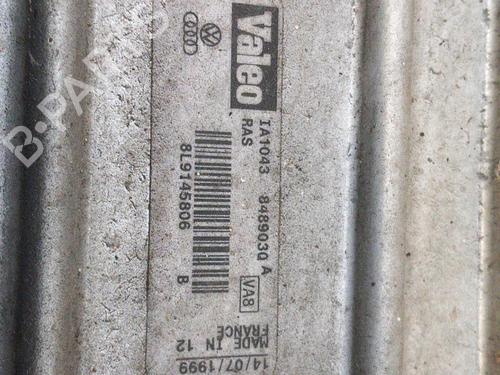 Valeo
IA1043 8489030 A
RAS VA8
8L9145806 B
MADE IN 12
FRANCE
14/07/1999
B-PARTS